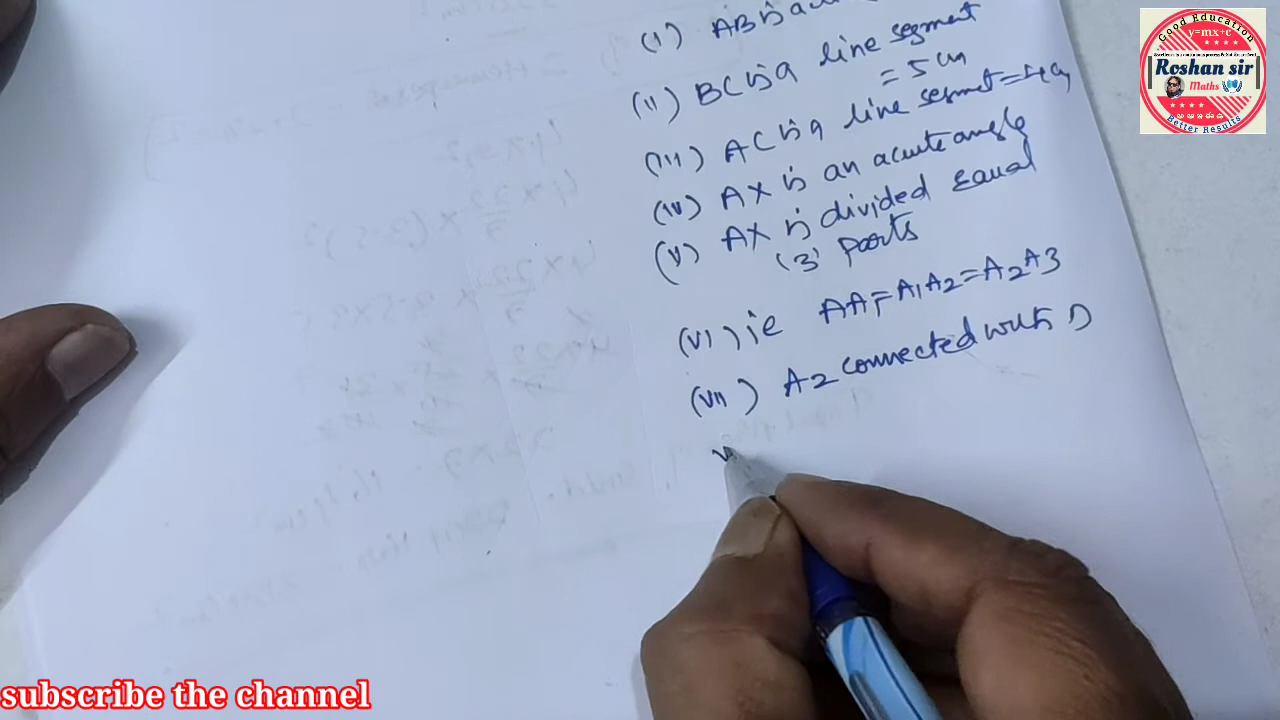 (i) AB is a
(ii) BC is a line segment
= 5 cm
(iii) AC is a line segment = 4 cm
(iv) AX is an acute angle
(v) AX is divided equal
(3) parts
(vi) ie AA1 = A1A2 = A2A3
(vii) A2 connected with D
Good Education
y=mx+c
Roshan sir
Maths
Better Results
subscribe the channel